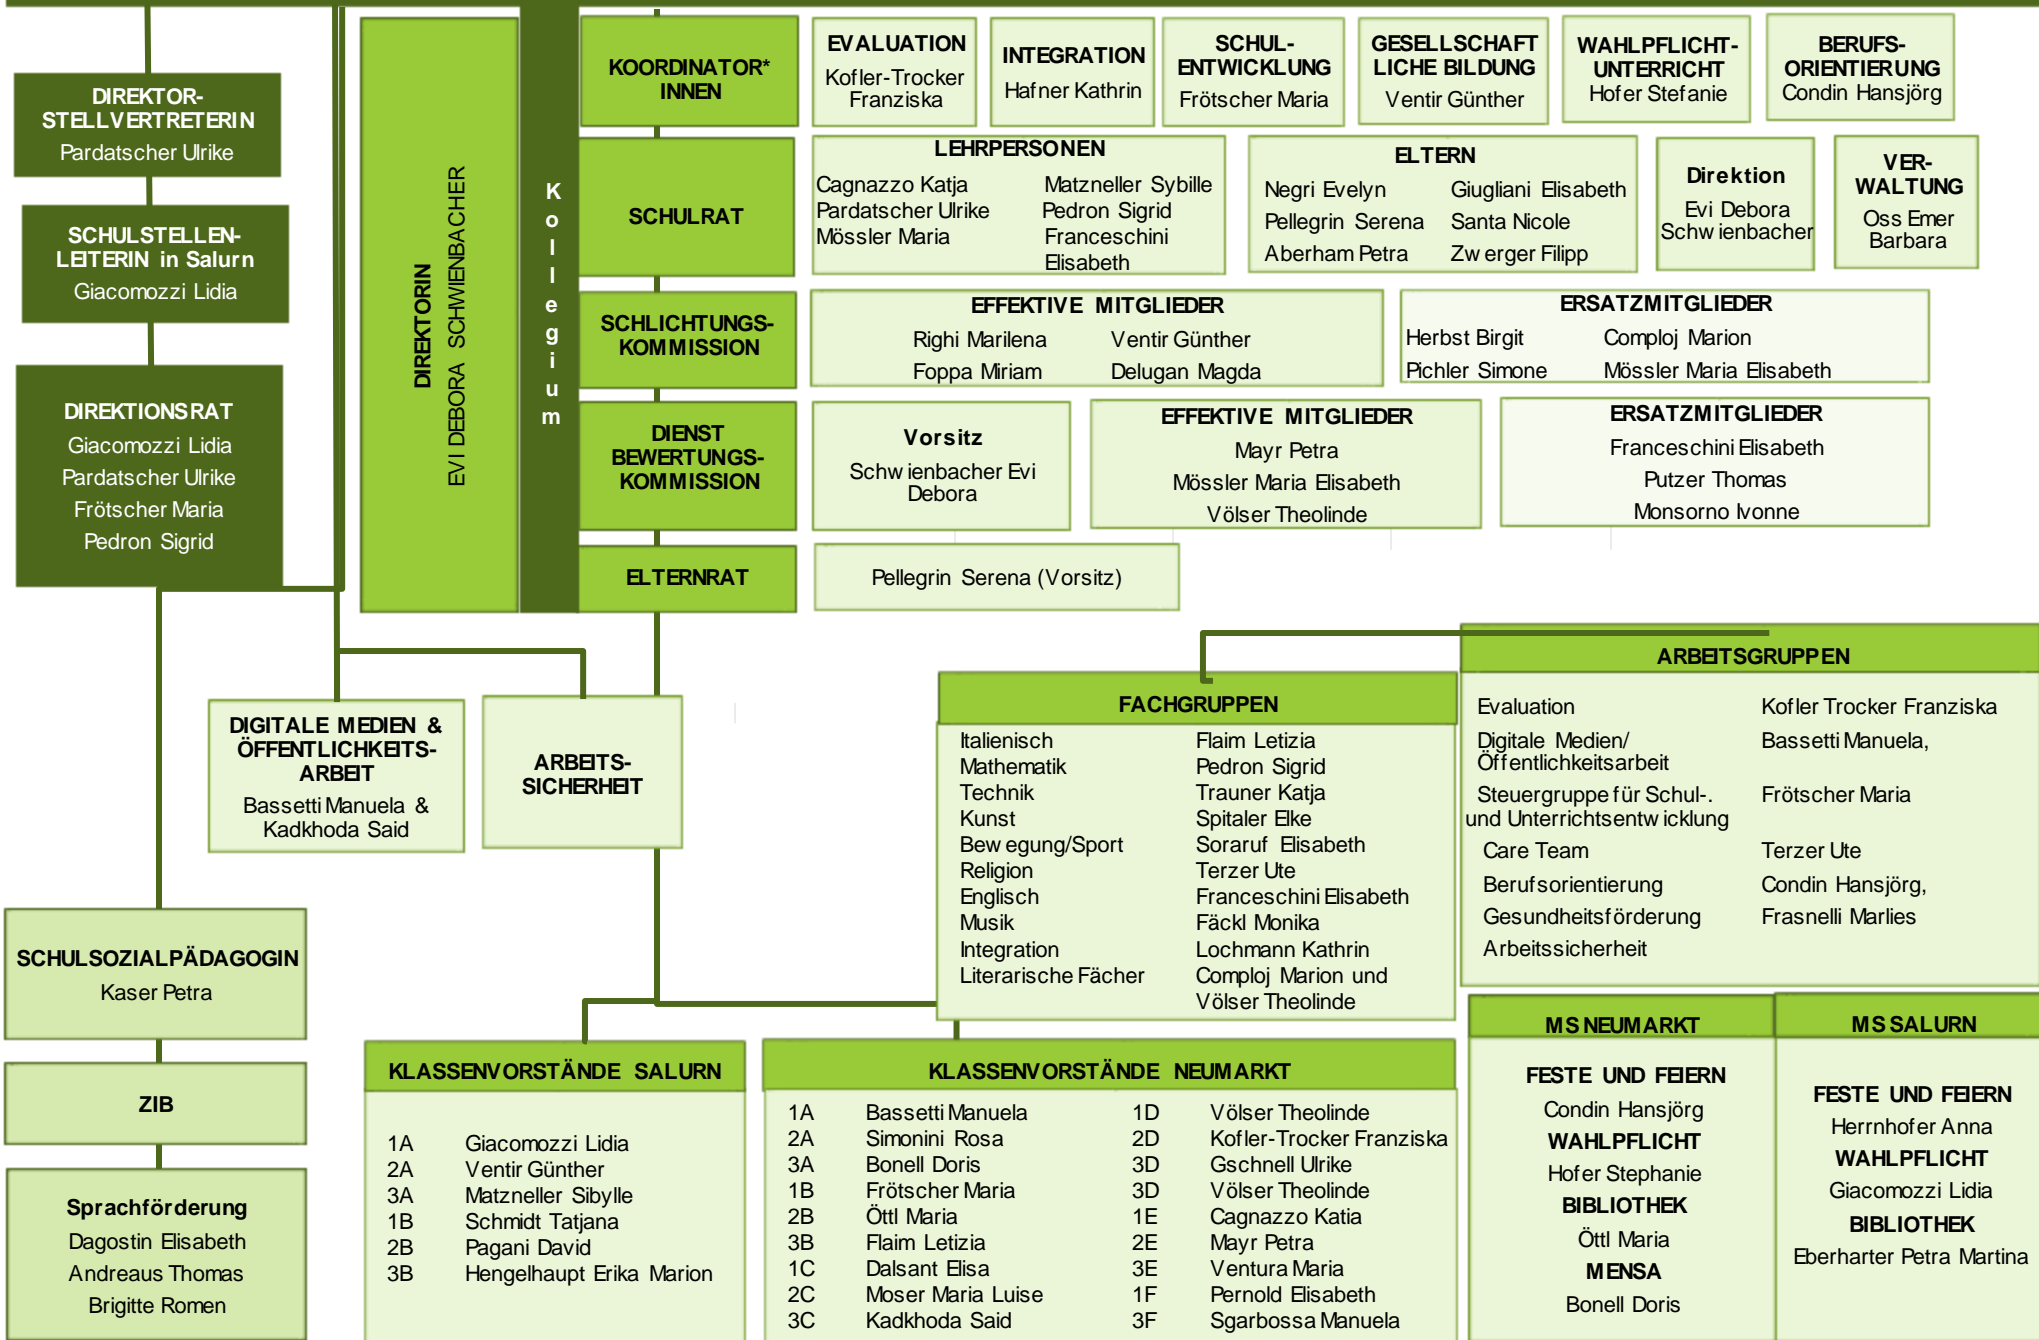 DIREKTOR-
STELLVERTRETERIN
Pardatscher Ulrike
SCHULSTELLEN-
LEITERIN in Salurn
Giacomozzi Lidia
DIREKTIONSRAT
Giacomozzi Lidia
Pardatscher Ulrike
Frötscher Maria
Pedron Sigrid
DIREKTORIN
EVI DEBORA SCHWIENBACHER
Kollegium
KOORDINATOR*
INNEN
EVALUATION
Kofler-Trocker
Franziska
INTEGRATION
Hafner Kathrin
SCHUL-
ENTWICKLUNG
Frötscher Maria
GESELLSCHAFT
LICHE BILDUNG
Ventir Günther
WAHLPFLICHT-
UNTERRICHT
Hofer Stefanie
BERUFS-
ORIENTIERUNG
Condin Hansjörg
SCHULRAT
LEHRPERSONEN
Cagnazzo Katja
Pardatscher Ulrike
Mössler Maria
Matzneller Sybille
Pedron Sigrid
Franceschini
Elisabeth
ELTERN
Negri Evelyn
Pellegrin Serena
Aberham Petra
Giugliani Elisabeth
Santa Nicole
Zwerger Filipp
Direktion
Evi Debora
Schwienbacher
VER-
WALTUNG
Oss Emer
Barbara
SCHLICHTUNGS-
KOMMISSION
EFFEKTIVE MITGLIEDER
Righi Marilena Ventir Günther
Foppa Miriam Delugan Magda
ERSATZMITGLIEDER
Herbst Birgit Comploj Marion
Pichler Simone Mössler Maria Elisabeth
DIENST
BEWERTUNGS-
KOMMISSION
Vorsitz
Schwienbacher Evi
Debora
EFFEKTIVE MITGLIEDER
Mayr Petra
Mössler Maria Elisabeth
Völser Theolinde
ERSATZMITGLIEDER
Franceschini Elisabeth
Putzer Thomas
Monsorno Ivonne
ELTERNRAT
Pellegrin Serena (Vorsitz)
DIGITALE MEDIEN &
ÖFFENTLICHKEITS-
ARBEIT
Bassetti Manuela &
Kadkhoda Said
ARBEITS-
SICHERHEIT
FACHGRUPPEN
Italienisch Flaim Letizia
Mathematik Pedron Sigrid
Technik Trauner Katja
Kunst Spitaler Elke
Bewegung/Sport Soraruf Elisabeth
Religion Terzer Ute
Englisch Franceschini Elisabeth
Musik Fäckl Monika
Integration Lochmann Kathrin
Literarische Fächer Comploj Marion und
Völser Theolinde
ARBEITSGRUPPEN
Evaluation Kofler Trocker Franziska
Digitale Medien/ Bassetti Manuela,
Öffentlichkeitsarbeit
Steuergruppe für Schul-. Frötscher Maria
und Unterrichtsentwicklung
Care Team Terzer Ute
Berufsorientierung Condin Hansjörg,
Gesundheitsförderung Frasnelli Marlies
Arbeitssicherheit
SCHULSOZIALPÄDAGOGIN
Kaser Petra
ZIB
Sprachförderung
Dagostin Elisabeth
Andreaus Thomas
Brigitte Romen
KLASSENVORSTÄNDE SALURN
1A Giacomozzi Lidia
2A Ventir Günther
3A Matzneller Sibylle
1B Schmidt Tatjana
2B Pagani David
3B Hengelhaupt Erika Marion
KLASSENVORSTÄNDE NEUMARKT
1A Bassetti Manuela 1D Völser Theolinde
2A Simonini Rosa 2D Kofler-Trocker Franziska
3A Bonell Doris 3D Gschnell Ulrike
1B Frötscher Maria 3D Völser Theolinde
2B Öttl Maria 1E Cagnazzo Katia
3B Flaim Letizia 2E Mayr Petra
1C Dalsant Elisa 3E Ventura Maria
2C Moser Maria Luise 1F Pernold Elisabeth
3C Kadkhoda Said 3F Sgarbossa Manuela
MS NEUMARKT
FESTE UND FEIERN
Condin Hansjörg
WAHLPFLICHT
Hofer Stephanie
BIBLIOTHEK
Öttl Maria
MENSA
Bonell Doris
MS SALURN
FESTE UND FEIERN
Herrnhofer Anna
WAHLPFLICHT
Giacomozzi Lidia
BIBLIOTHEK
Eberharter Petra Martina